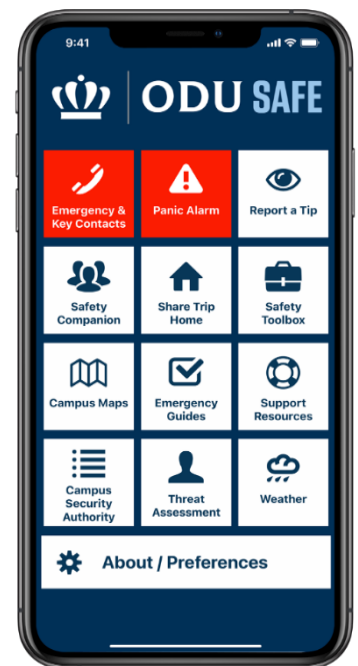 9:41
ODU SAFE
Emergency &
Key Contacts
Panic Alarm
Report a Tip
Safety
Companion
Share Trip
Home
Safety
Toolbox
Campus Maps
Emergency
Guides
Support
Resources
Campus
Security
Authority
Threat
Assessment
Weather
About / Preferences